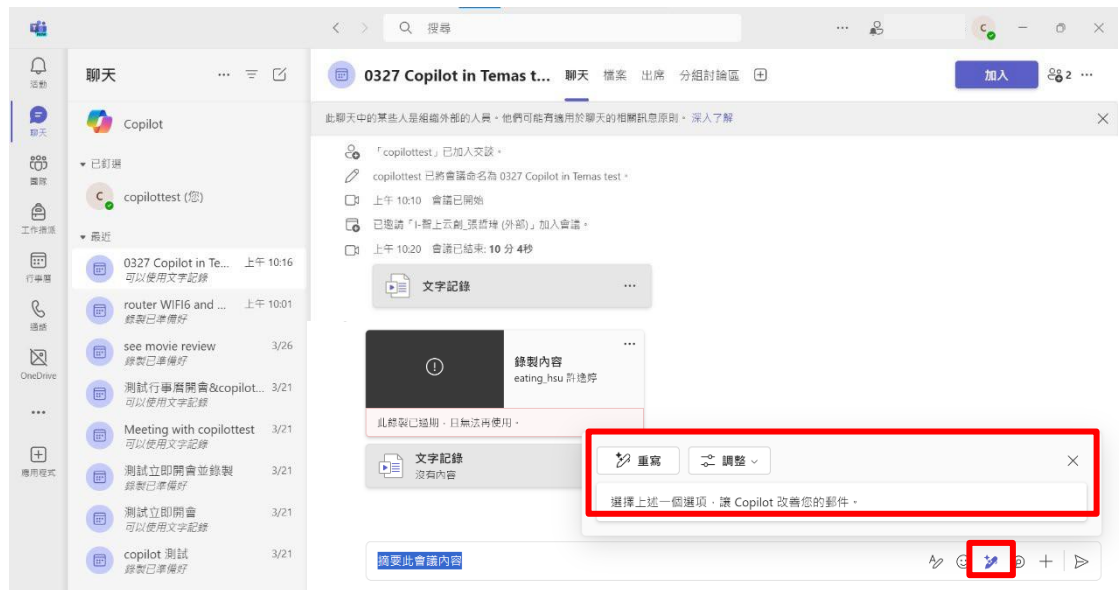 搜尋
C
活動
聊天
團隊
工作指派
行事曆
通話
OneDrive
應用程式
聊天
Copilot
已釘選
C
copilottest (您)
最近
0327 Copilot in Te... 上午 10:16
可以使用文字記錄
router WIFI6 and ... 上午 10:01
錄製已準備好
see movie review 3/26
錄製已準備好
測試行事曆開會&copilot... 3/21
可以使用文字記錄
Meeting with copilottest 3/21
可以使用文字記錄
測試立即開會並錄製 3/21
錄製已準備好
測試立即開會 3/21
可以使用文字記錄
copilot 測試 3/21
錄製已準備好
0327 Copilot in Temas t... 聊天 檔案 出席 分組討論區
加入 2
此聊天中的某些人是組織外部的人員。他們可能有適用於聊天的相關訊息原則。深入了解
「copilottest」已加入交談。
copilottest 已將會議命名為 0327 Copilot in Temas test。
上午 10:10 會議已開始
已邀請「I-智上云創_張哲瑋 (外部)」加入會議。
上午 10:20 會議已結束: 10 分 4秒
文字記錄
錄製內容
eating_hsu 許逸婷
此錄製已過期，且無法再使用。
文字記錄
沒有內容
重寫 調整
選擇上述一個選項，讓 Copilot 改善您的郵件。
摘要此會議內容